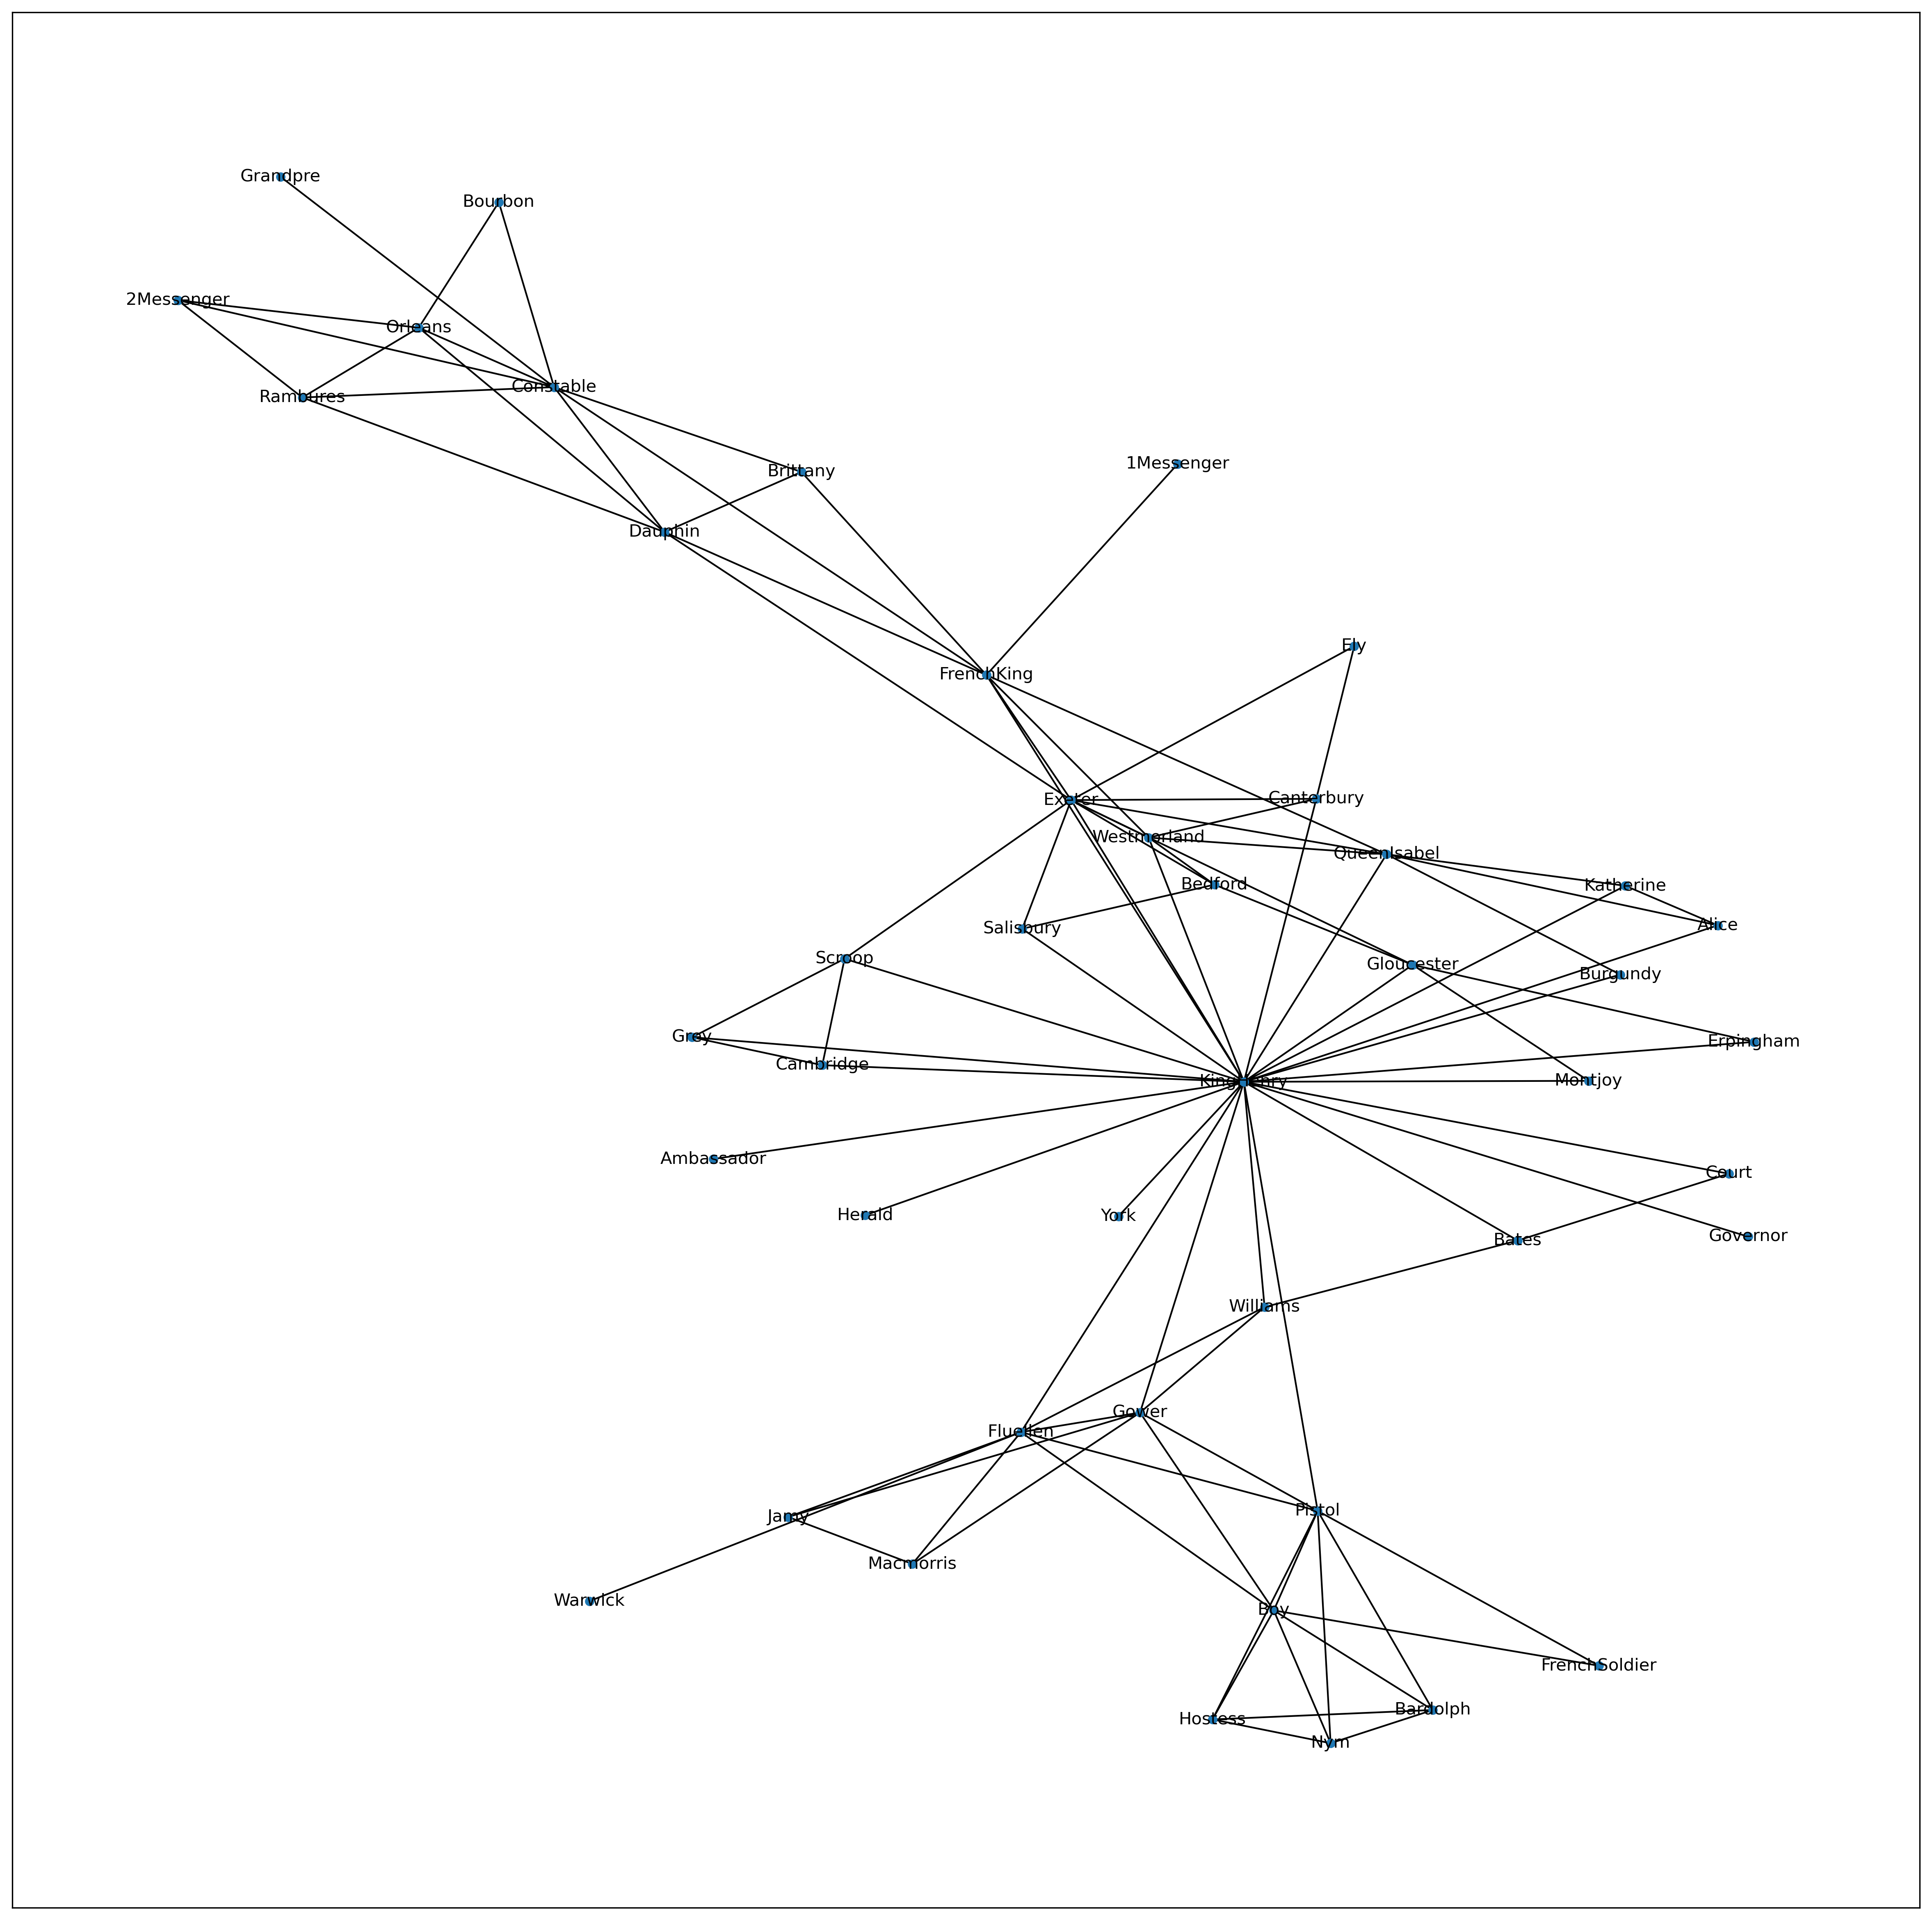 Grandpre
Bourbon
2Messenger
Orleans
Constable
Rambures
1Messenger
Brittany
Dauphin
Ely
FrenchKing
Exeter
Canterbury
Westmorland
QueenIsabel
Bedford
Katherine
Salisbury
Alice
Scroop
Gloucester
Burgundy
Grey
Erpingham
Cambridge
KingHenry
Montjoy
Ambassador
Court
Herald
York
Governor
Bates
Williams
Gower
Fluellen
Pistol
Jamy
Macmorris
Warwick
Boy
FrenchSoldier
Bardolph
Hostess
Nym